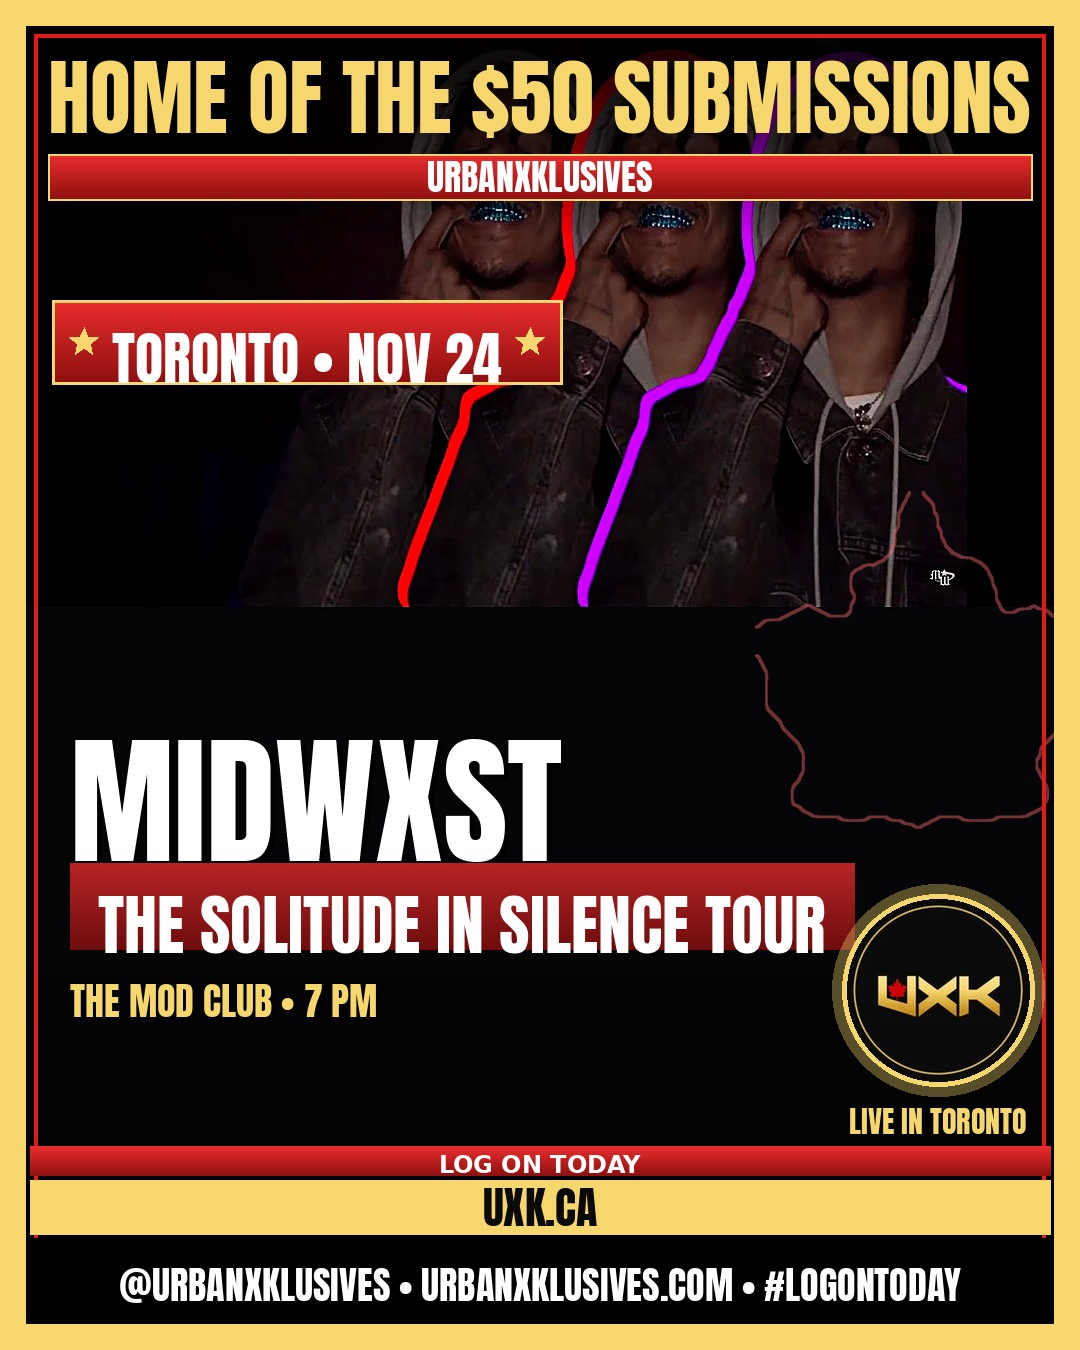 HOME OF THE $50 SUBMISSIONS
URBANXKLUSIVES
TORONTO • NOV 24
MIDWXST
THE SOLITUDE IN SILENCE TOUR
THE MOD CLUB • 7 PM
UXK
LIVE IN TORONTO
LOG ON TODAY
UXK.CA
@URBANXKLUSIVES • URBANXKLUSIVES.COM • #LOGONTODAY